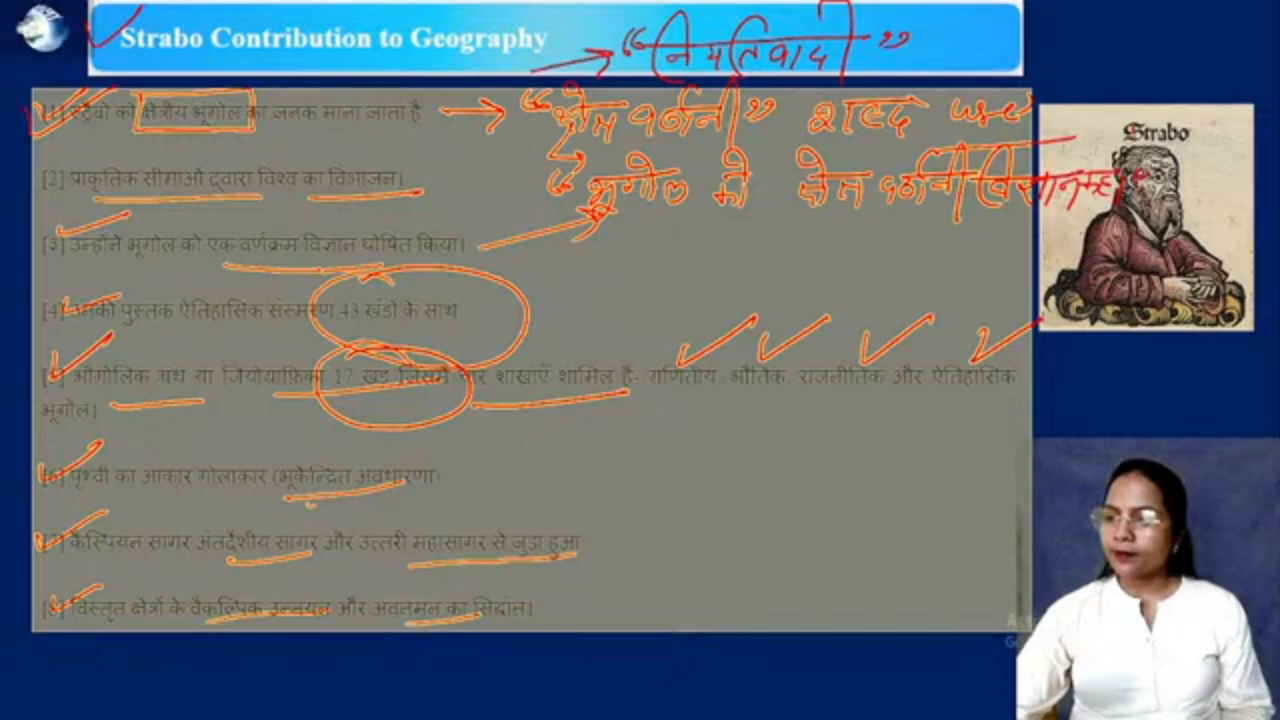 Strabo Contribution to Geography
“नियतिवादी”
[1] स्ट्रैवो को क्षेत्रीय भूंगोल का जनक माना जाता है
“क्षेत्र वर्णनी” शब्द use
“भूगोल को क्षेत्र वर्णनी विज्ञान
[2] प्राकृतिक सीमाओं द्वारा विश्व का विभाजन।
[3] उन्होंने भूगोल को एक वर्णक्रम विज्ञान घोषित किया।
[4] उनकी पुस्तक ऐतिहासिक संस्मरण 43 खंडों के साथ
[5] भौगोलिक ग्रंथ या जियोग्राफ़िका 17 खंड जिसमें चार शाखाएँ शामिल है- गणितीय, भौतिक, राजनीतिक और ऐतिहासिक
भूगोल।
[6] पृथ्वी का आकार गोलाकार (भूकेन्द्रित अवधारणा)
[7] कैस्पियन सागर अंतर्देशीय सागर और उत्तरी महासागर से जुडा हुआ
[8] विस्तृत क्षेत्रों के वैकल्पिक उन्नयन और अवतमन का सिद्धांत।
Strabo